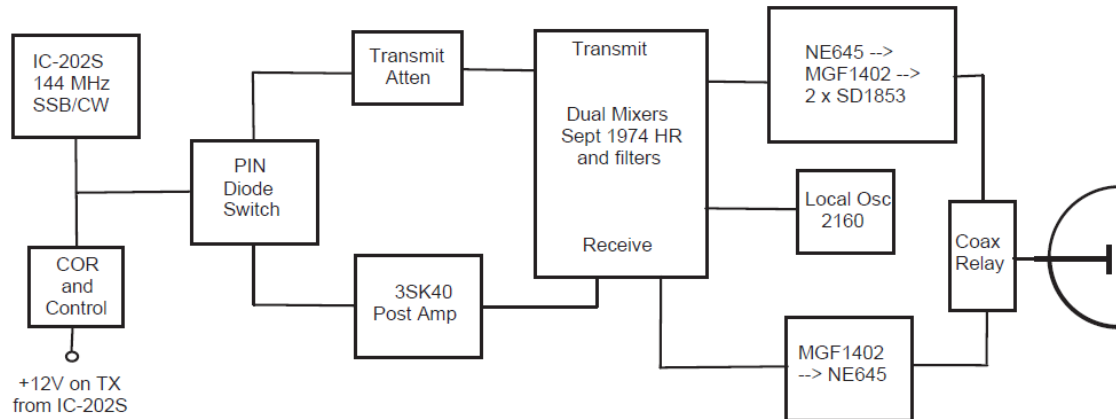 IC-202S
144 MHz
SSB/CW
Transmit
Atten
Transmit
Dual Mixers
Sept 1974 HR
and filters
Receive
NE645 -->
MGF1402 -->
2 x SD1853
PIN
Diode
Switch
Local Osc
2160
Coax
Relay
COR
and
Control
3SK40
Post Amp
MGF1402
--> NE645
+12V on TX
from IC-202S